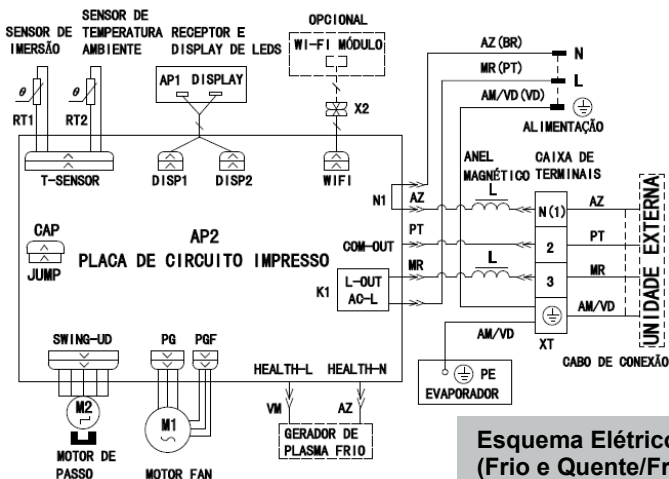 SENSOR DE IMERSÃO
SENSOR DE TEMPERATURA AMBIENTE
RECEPTOR E DISPLAY DE LEDS
OPCIONAL
WI-FI MÓDULO
AZ(BR)
N
MR(PT)
L
AM/VD(VD)
ALIMENTAÇÃO
θ
RT1
θ
RT2
AP1 DISPLAY
X2
T-SENSOR
DISP1
DISP2
WIFI
ANEL MAGNÉTICO
CAIXA DE TERMINAIS
N1
AZ
L
N(1)
AZ
CAP
JUMP
AP2
PLACA DE CIRCUITO IMPRESSO
COM-OUT
PT
2
PT
K1
L-OUT
AC-L
MR
L
3
MR
AM/VD
XT
UNIDADE EXTERNA
CABO DE CONEXÃO
AM/VD
PE
EVAPORADOR
SWING-UD
PG
PGF
HEALTH-L
HEALTH-N
VM
AZ
M2
M1
GERADOR DE PLASMA FRIO
MOTOR DE PASSO
MOTOR FAN
Esquema Elétrico
(Frio e Quente/Fr